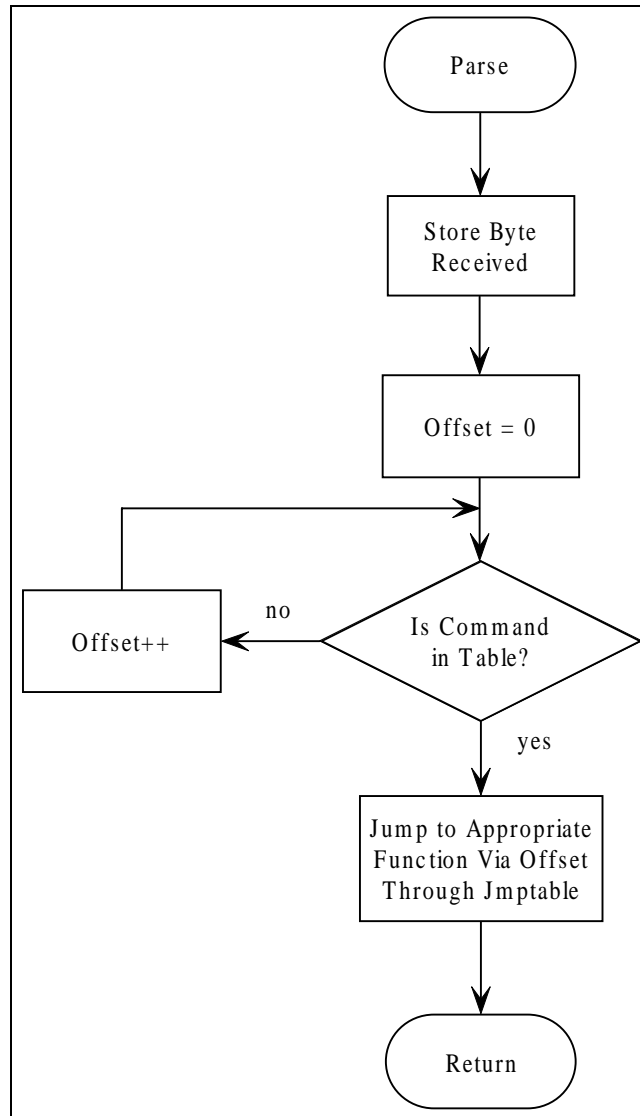 Parse
Store Byte
Received
Offset = 0
no
Offset++
Is Command
in Table?
yes
Jump to Appropriate
Function Via Offset
Through Jmptable
Return